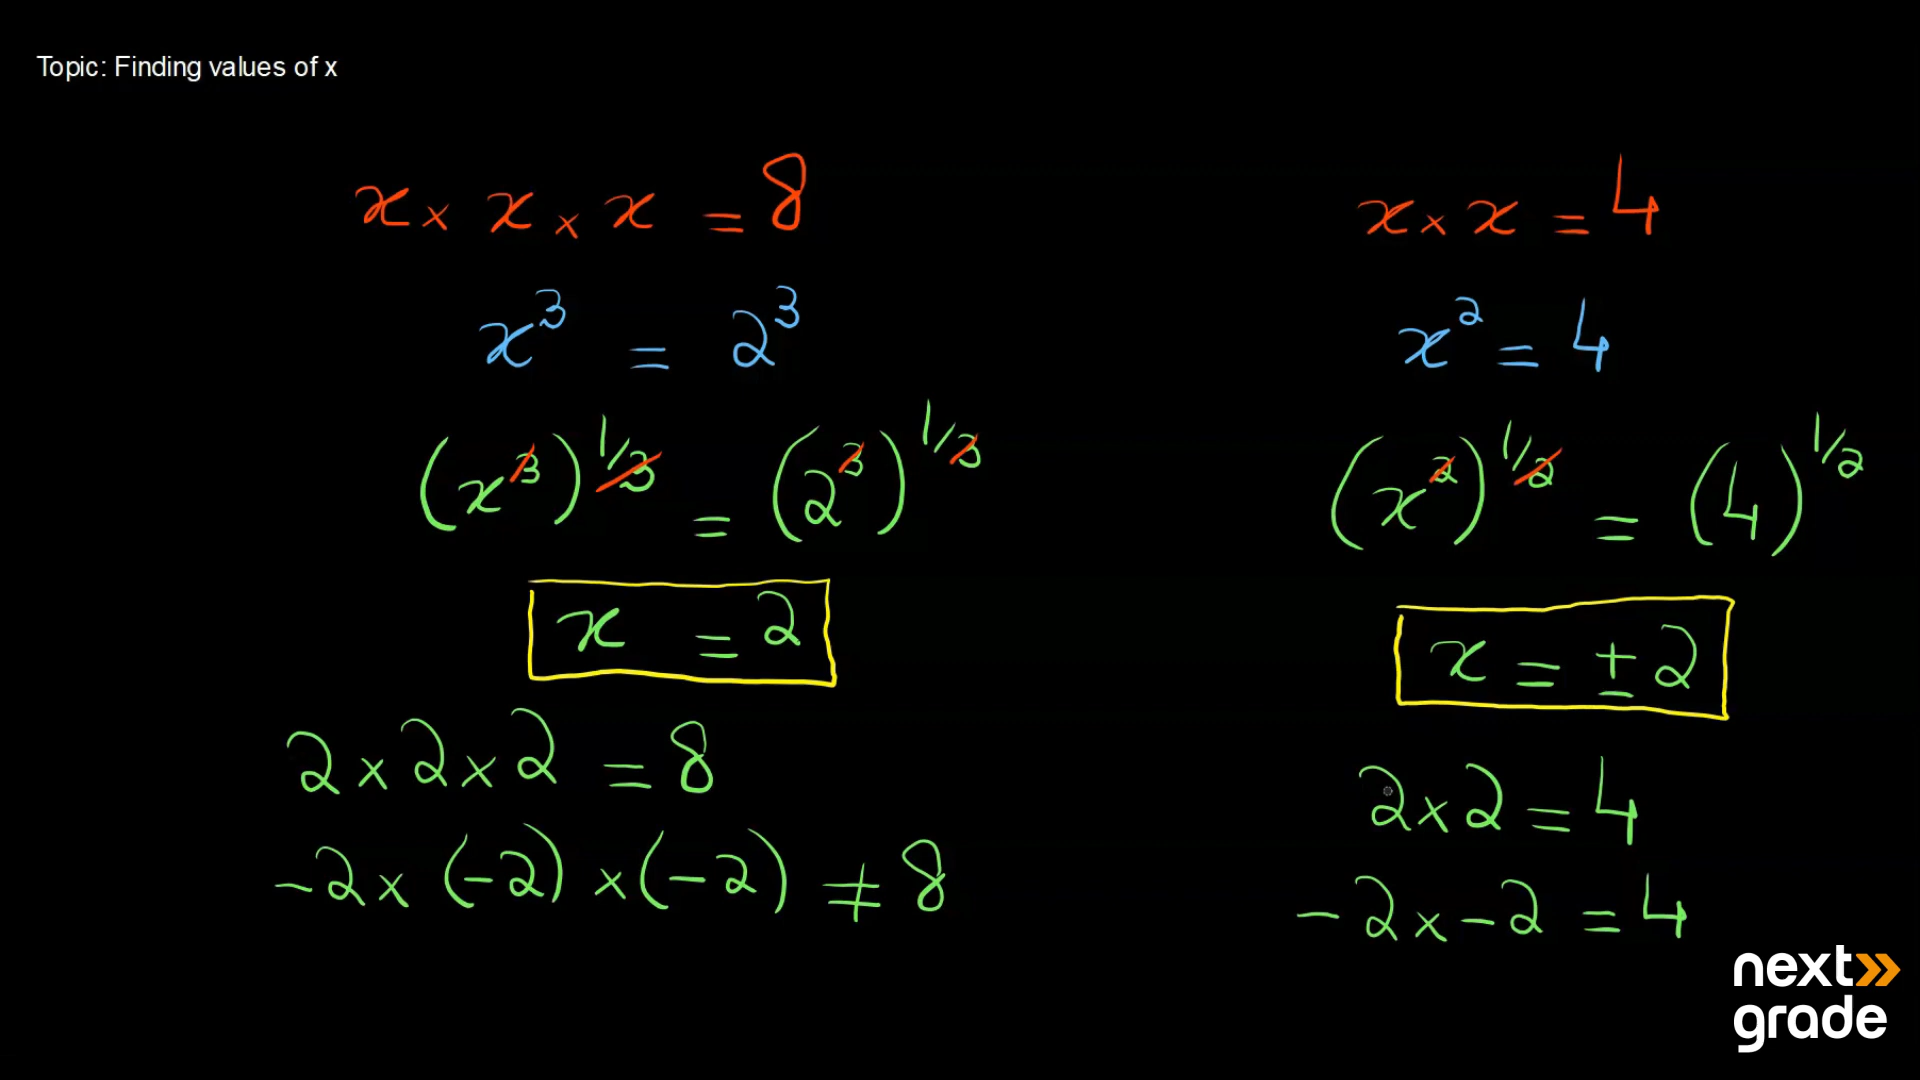 Topic: Finding values of x
x × x × x = 8
x³ = 2³
(x³)^1/3 = (2³)^1/3
x = 2
2 × 2 × 2 = 8
-2 × (-2) × (-2) ≠ 8
x × x = 4
x² = 4
(x²)^1/2 = (4)^1/2
x = ±2
2 × 2 = 4
-2 × -2 = 4
next
grade